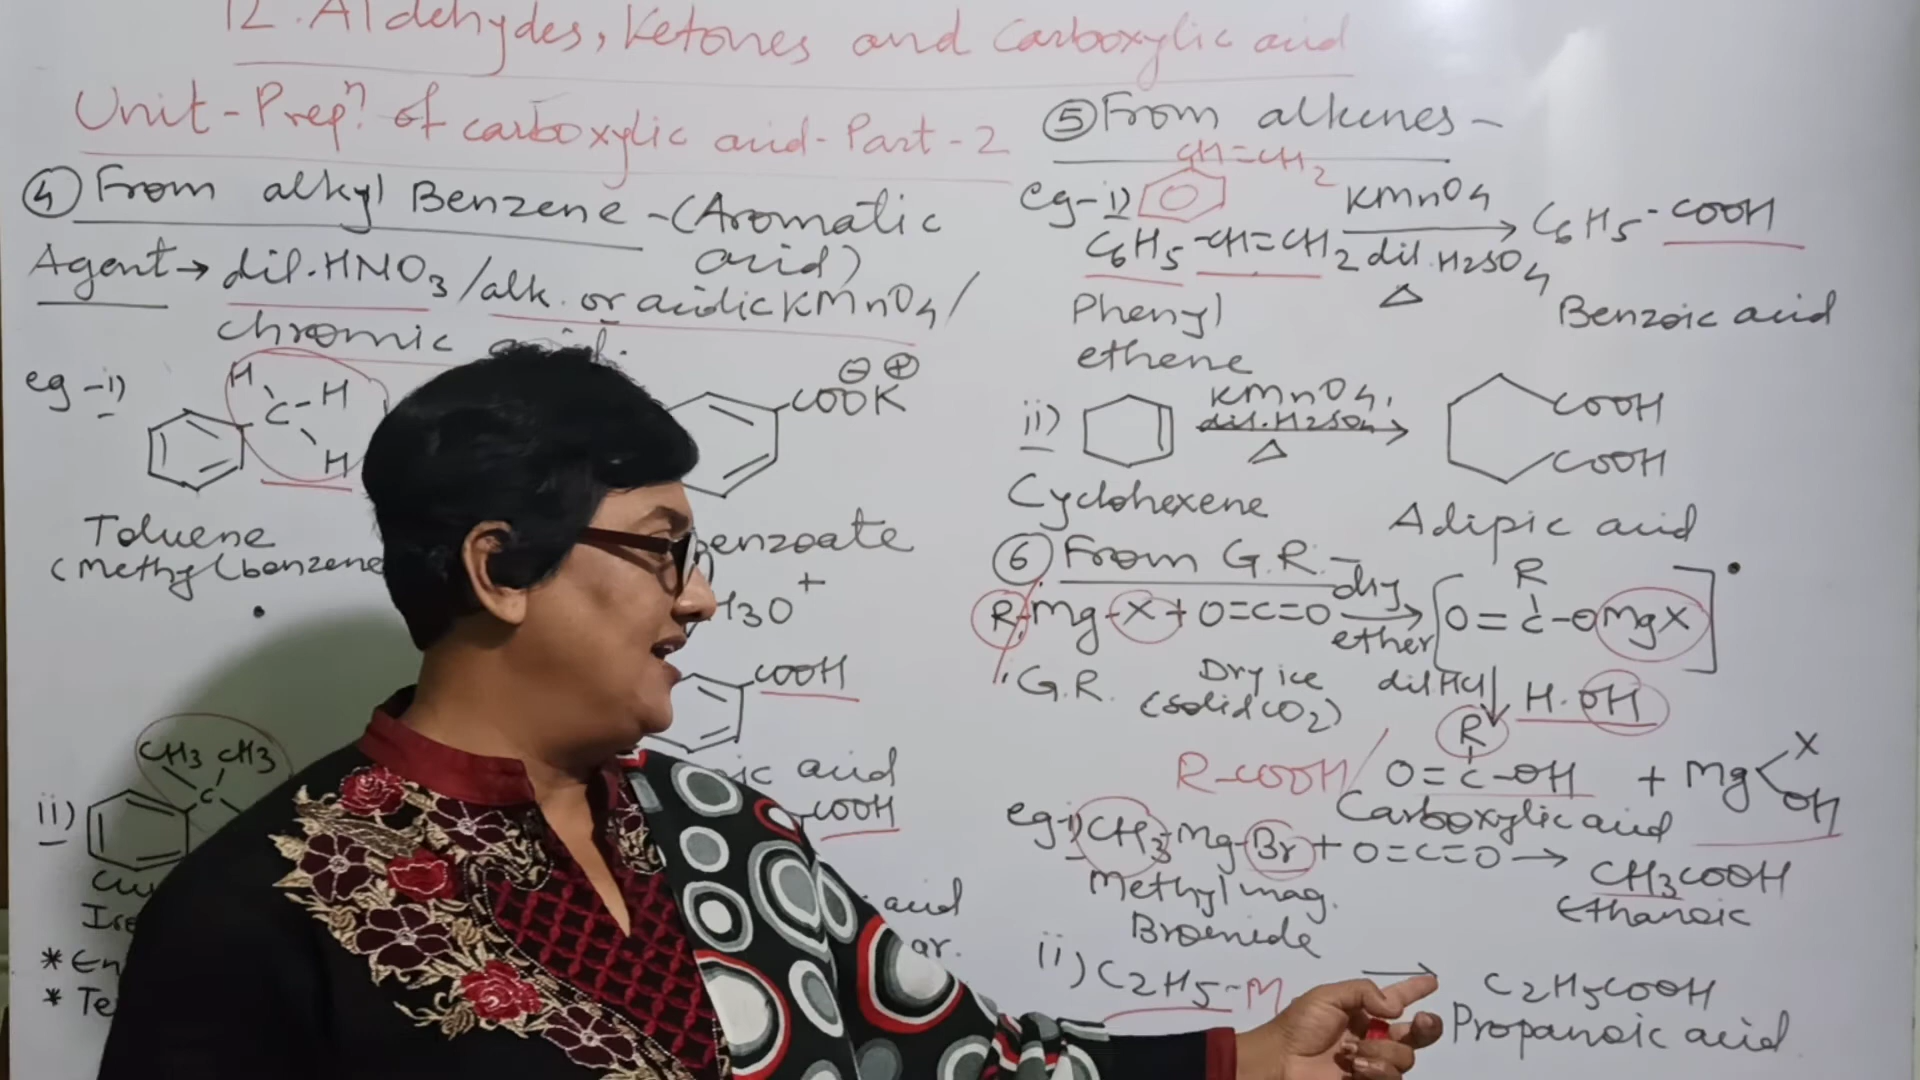 12. Aldehydes, Ketones and Carboxylic acid
Unit-Prepⁿ. of carboxylic acid-Part-2
④ From alkyl Benzene -(Aromatic acid)
Agent → dil.HNO3/alk. or acidic KMnO4/
chromic
eg-i)
H
C-H
H
COOK
⊖ ⊕
Toluene
(Methyl benzene
enzoate
H3O+
COOH
ic acid
ii)
CH3 CH3
C
COOH
acid
ar.
* En
* Te
⑤ From alkenes-
CH=CH2
eg-i) C6H5-CH=CH2 KMnO4 dil.H2SO4 Δ → C6H5-COOH
Phenyl ethene
Benzoic acid
ii) KMnO4, dil.H2SO4 Δ → COOH COOH
Cyclohexene
Adipic acid
⑥ From G.R.-
R-Mg-X + O=C=O dry ether → [O=C-OMgX]
R
G.R.
Dry ice
(solid CO2)
dil HCl ↓ H.OH
R
R-COOH / O=C-OH + Mg X OH
Carboxylic acid
eg-i) CH3-Mg-Br + O=C=O → CH3COOH
Methyl mag. Bromide
Ethanoic
ii) C2H5-M → C2H5COOH
Propanoic acid